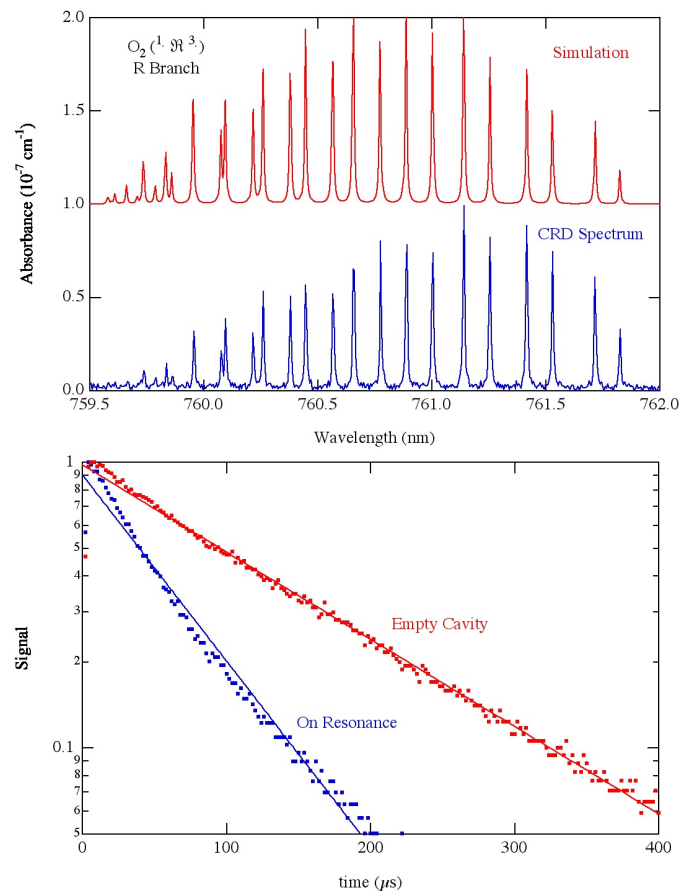 2.0
O2 (1. ℜ 3.)
R Branch
Simulation
1.5
Absorbance (10-7 cm-1)
1.0
CRD Spectrum
0.5
0.0
759.5 760.0 760.5 761.0 761.5 762.0
Wavelength (nm)
1
9
8
7
6
5
4
3
Empty Cavity
Signal
2
On Resonance
0.1
9
8
7
6
5
0 100 200 300 400
time (µs)